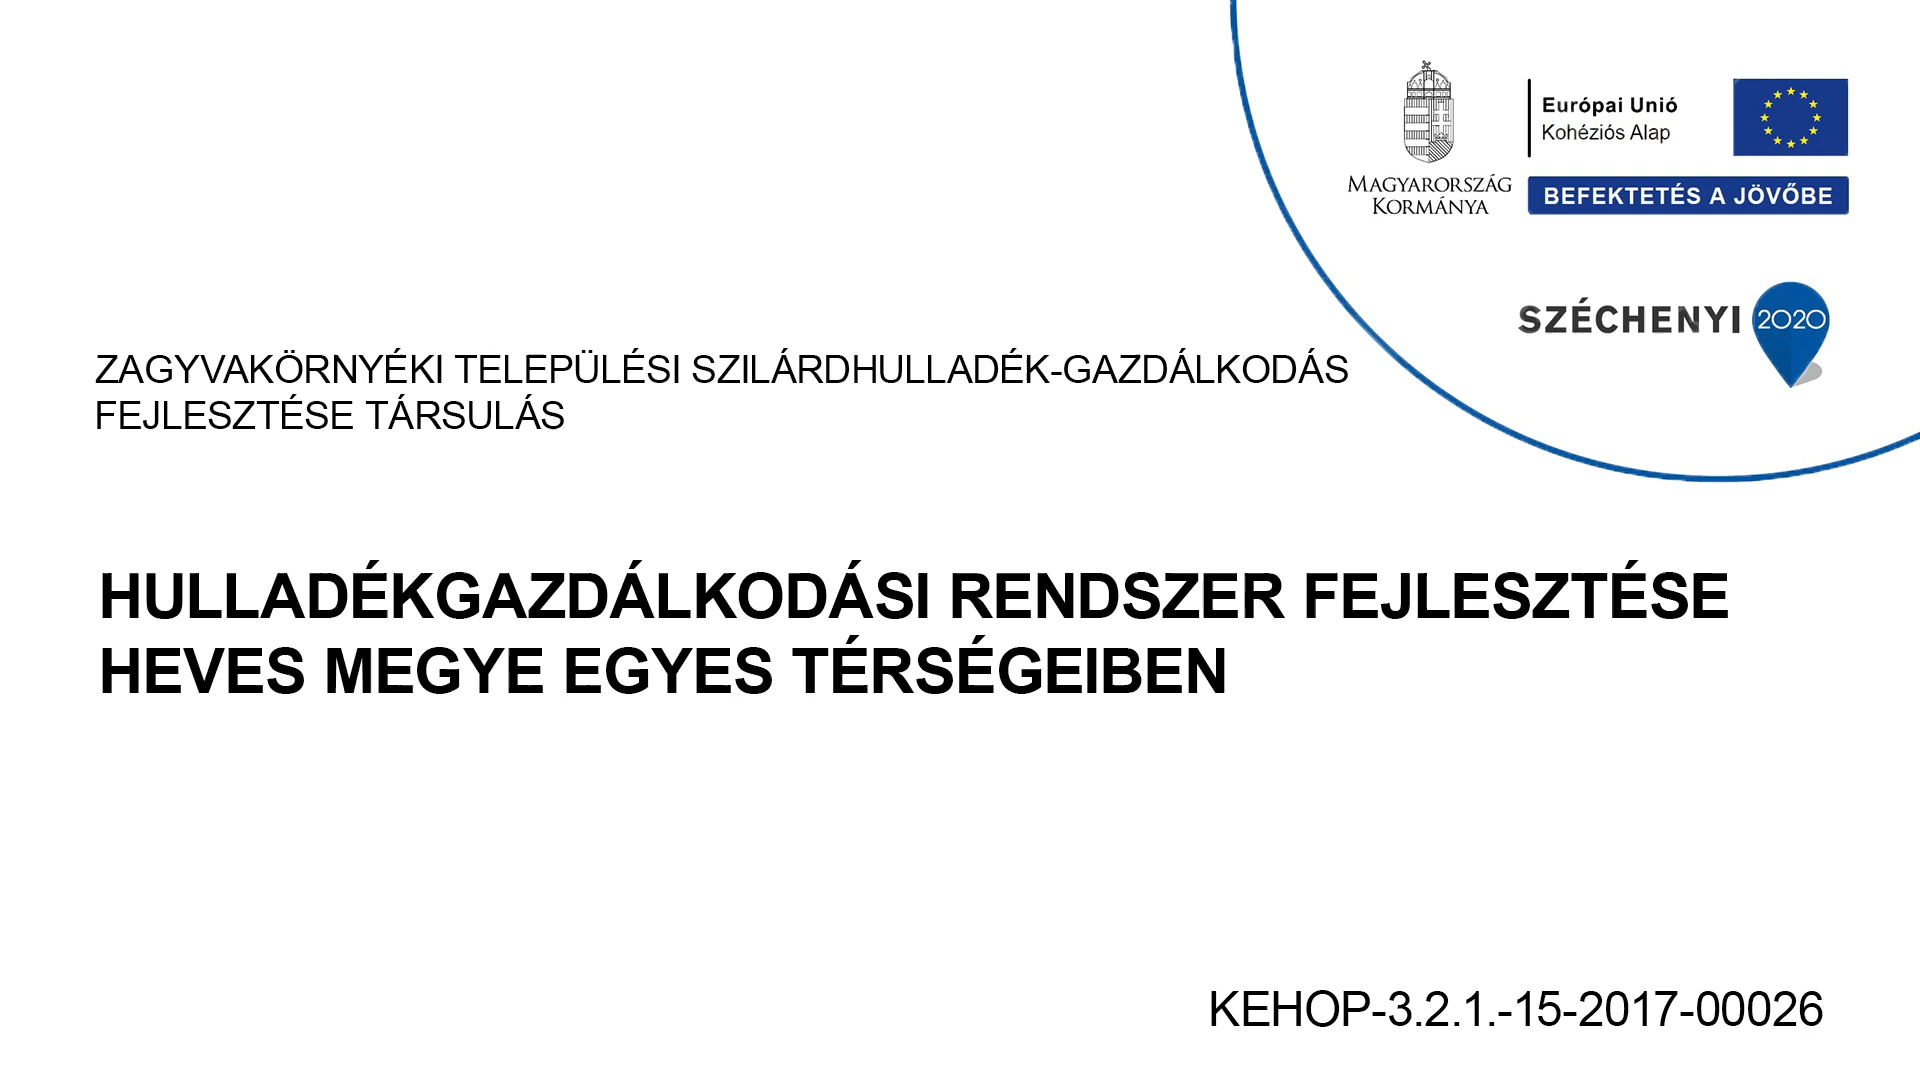 Európai Unió
Kohéziós Alap
MAGYARORSZÁG
KORMÁNYA
BEFEKTETÉS A JÖVŐBE
SZÉCHENYI 2020
ZAGYVAKÖRNYÉKI TELEPÜLÉSI SZILÁRDHULLADÉK-GAZDÁLKODÁS
FEJLESZTÉSE TÁRSULÁS
HULLADÉKGAZDÁLKODÁSI RENDSZER FEJLESZTÉSE
HEVES MEGYE EGYES TÉRSÉGEIBEN
KEHOP-3.2.1.-15-2017-00026